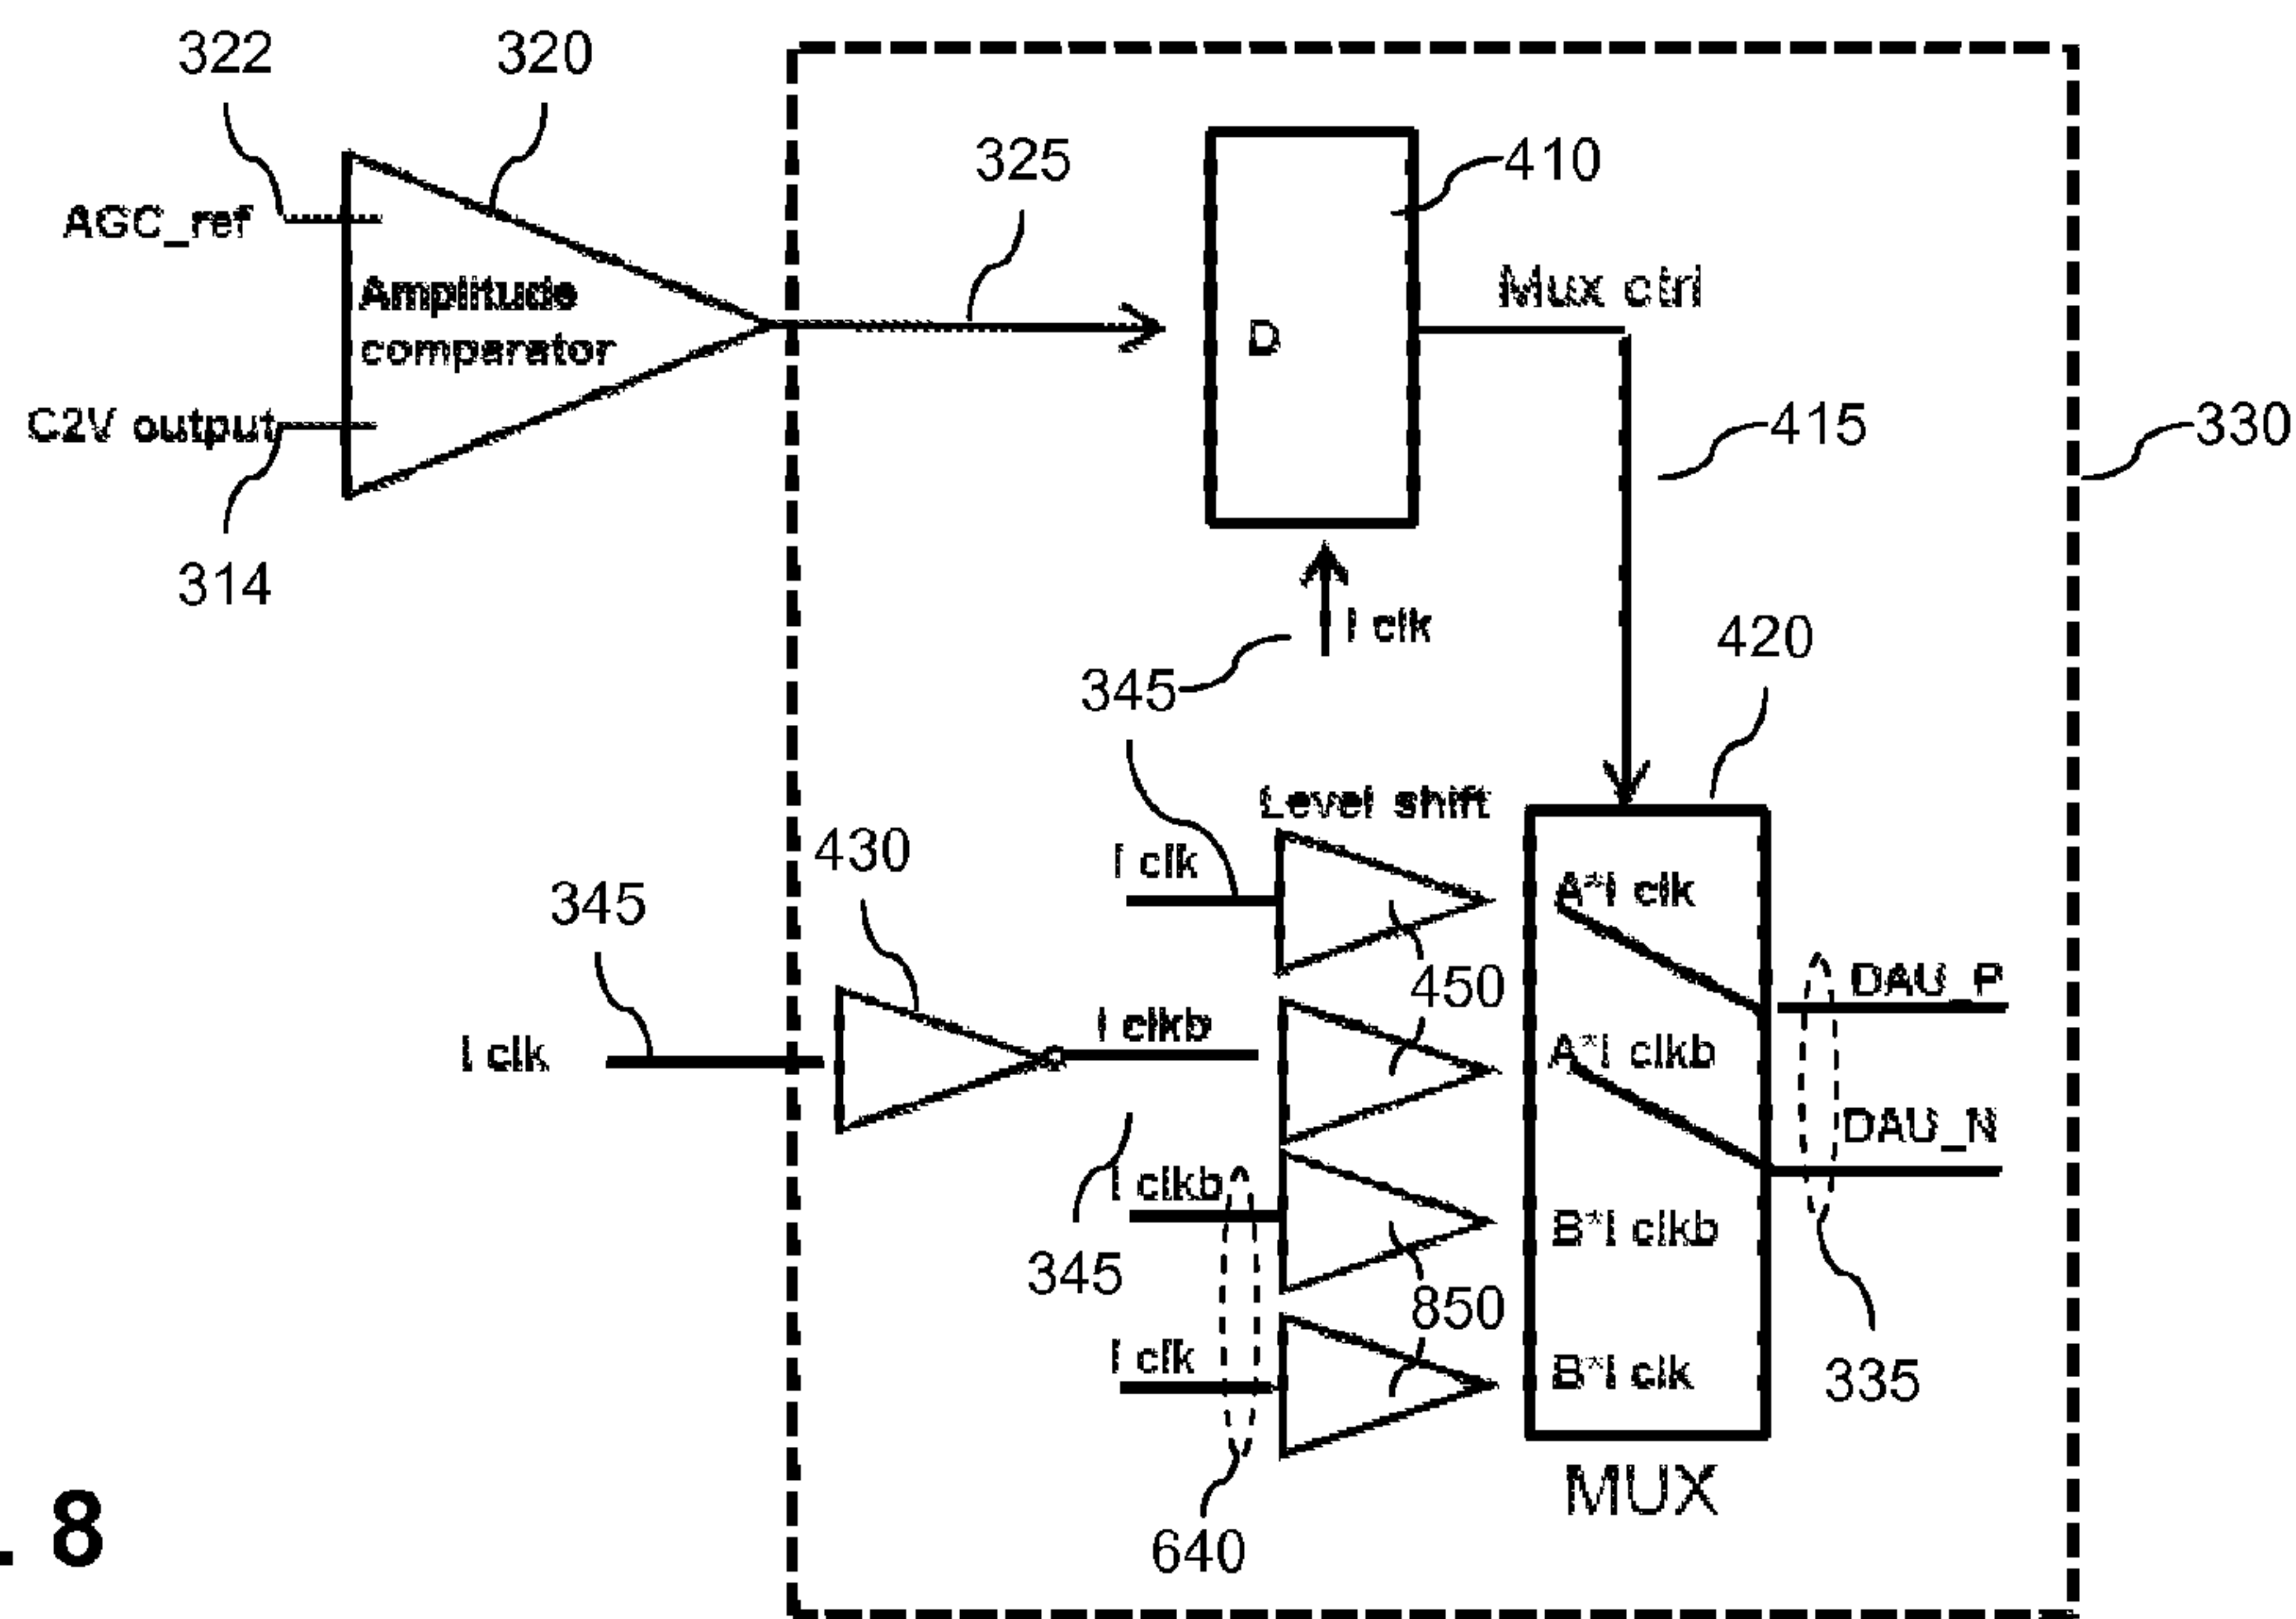 322
320
325
410
AGC_ref
Amplitude
comparator
Mux ctrl
D
C2V output
415
330
314
I clk
345
420
Level shift
430
I clk
A*I clk
345
450
DAU_P
I clk
I clkb
A*I clkb
DAU_N
I clkb
B*I clkb
345
850
I clk
B*I clk
335
MUX
640
. 8